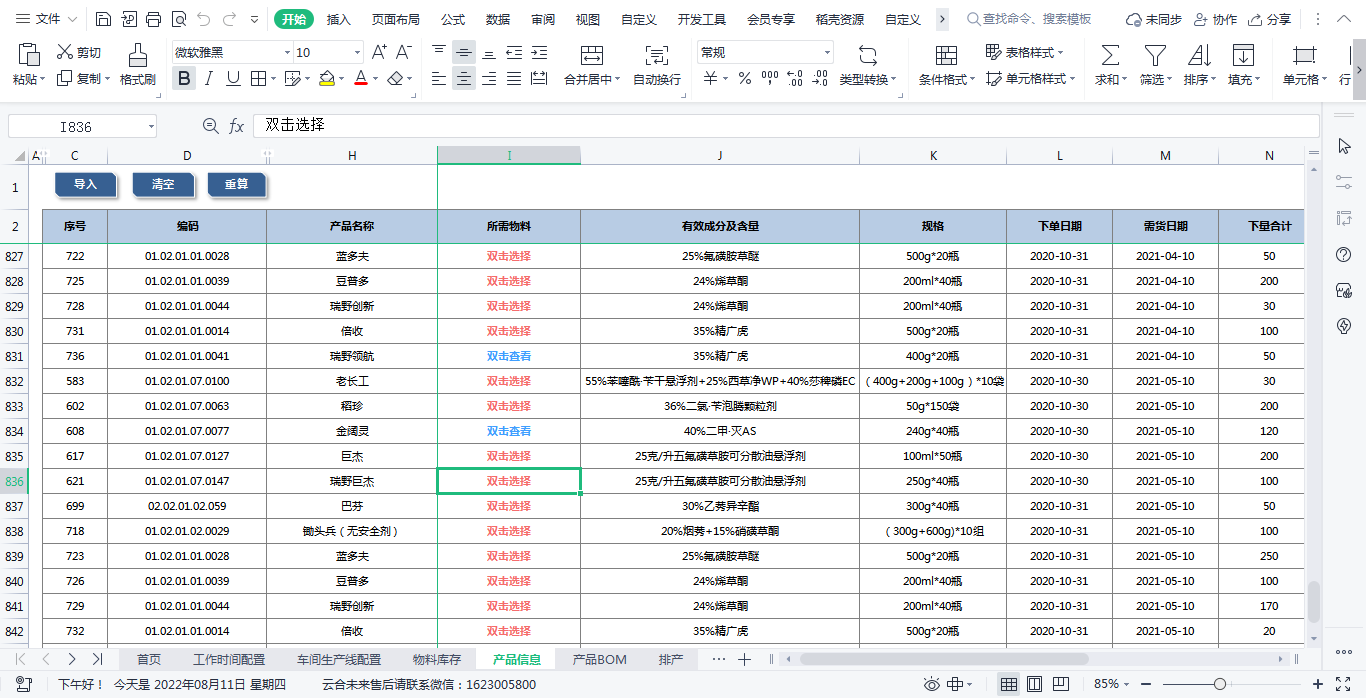 文件 开始 插入 页面布局 公式 数据 审阅 视图 自定义 开发工具 会员专享 稻壳资源 自定义 查找命令、搜索模板 未同步 协作 分享
粘贴 剪切 复制 格式刷 微软雅黑 10 合并居中 自动换行 常规 类型转换 条件格式 表格样式 单元格样式 求和 筛选 排序 填充 单元格 行
I836 fx 双击选择
A C D H I J K L M N
1 导入 清空 重算
2 序号 编码 产品名称 所需物料 有效成分及含量 规格 下单日期 需货日期 下量合计
827 722 01.02.01.01.0028 蓝多夫 双击选择 25%氟磺胺草醚 500g*20瓶 2020-10-31 2021-04-10 50
828 725 01.02.01.01.0039 豆普多 双击选择 24%烯草酮 200ml*40瓶 2020-10-31 2021-04-10 200
829 728 01.02.01.01.0044 瑞野创新 双击选择 24%烯草酮 200ml*40瓶 2020-10-31 2021-04-10 30
830 731 01.02.01.01.0014 倍收 双击选择 35%精广虎 500g*20瓶 2020-10-31 2021-04-10 100
831 736 01.02.01.01.0041 瑞野领航 双击查看 35%精广虎 400g*20瓶 2020-10-31 2021-04-10 50
832 583 01.02.01.07.0100 老长工 双击选择 55%苯噻酰·苄干悬浮剂+25%西草净WP+40%莎稗磷EC （400g+200g+100g）*10袋 2020-10-30 2021-05-10 30
833 602 01.02.01.07.0063 稻珍 双击选择 36%二氯·苄泡腾颗粒剂 50g*150袋 2020-10-30 2021-05-10 200
834 608 01.02.01.07.0077 金阔灵 双击查看 40%二甲·灭AS 240g*40瓶 2020-10-30 2021-05-10 120
835 617 01.02.01.07.0127 巨杰 双击选择 25克/升五氟磺草胺可分散油悬浮剂 100ml*50瓶 2020-10-30 2021-05-10 200
836 621 01.02.01.07.0147 瑞野巨杰 双击选择 25克/升五氟磺草胺可分散油悬浮剂 250g*40瓶 2020-10-30 2021-05-10 100
837 699 02.02.01.02.059 巴芬 双击选择 30%乙莠异辛酯 300g*40瓶 2020-10-31 2021-05-10 50
838 718 01.02.01.02.0029 锄头兵（无安全剂） 双击选择 20%烟莠+15%硝磺草酮 （300g+600g)*10组 2020-10-31 2021-05-10 100
839 723 01.02.01.01.0028 蓝多夫 双击选择 25%氟磺胺草醚 500g*20瓶 2020-10-31 2021-05-10 250
840 726 01.02.01.01.0039 豆普多 双击选择 24%烯草酮 200ml*40瓶 2020-10-31 2021-05-10 100
841 729 01.02.01.01.0044 瑞野创新 双击选择 24%烯草酮 200ml*40瓶 2020-10-31 2021-05-10 170
842 732 01.02.01.01.0014 倍收 双击选择 35%精广虎 500g*20瓶 2020-10-31 2021-05-10 20
首页 工作时间配置 车间生产线配置 物料库存 产品信息 产品BOM 排产
下午好！ 今天是 2022年08月11日 星期四 云合未来售后请联系微信：1623005800 85%